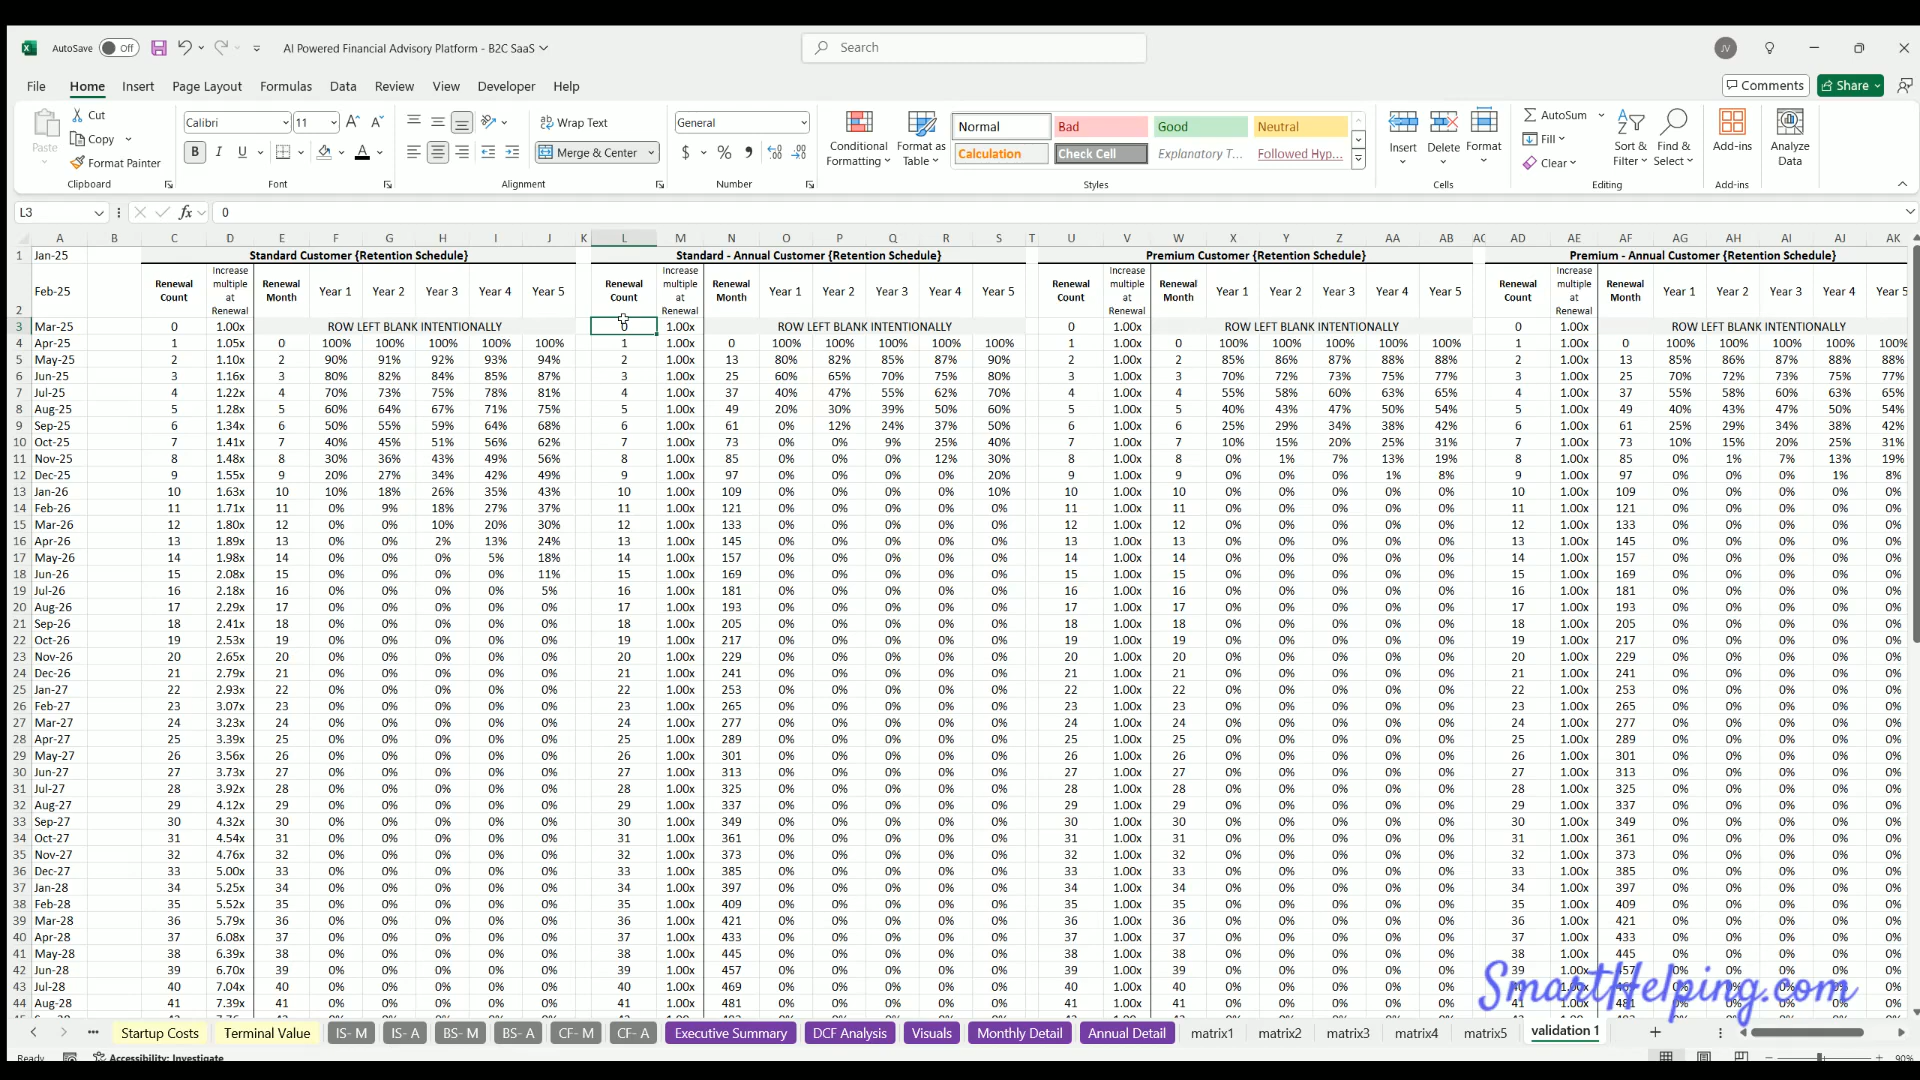 AutoSave Off AI Powered Financial Advisory Platform - B2C SaaS Search JV
File Home Insert Page Layout Formulas Data Review View Developer Help Comments Share
Paste Cut Copy Format Painter Calibri 11 B I U Wrap Text Merge & Center General $ % Conditional Formatting Format as Table Normal Bad Good Neutral Calculation Check Cell Explanatory T... Followed Hyp... Insert Delete Format AutoSum Fill Clear Sort & Filter Find & Select Add-ins Analyze Data
Clipboard Font Alignment Number Styles Cells Editing Add-ins
L3 fx 0
A B C D E F G H I J K L M N O P Q R S T U V W X Y Z AA AB AC AD AE AF AG AH AI AJ AK
1 Jan-25 Standard Customer {Retention Schedule} Standard - Annual Customer {Retention Schedule} Premium Customer {Retention Schedule} Premium - Annual Customer {Retention Schedule}
2 Feb-25 Renewal Count Increase multiple at Renewal Renewal Month Year 1 Year 2 Year 3 Year 4 Year 5 Renewal Count Increase multiple at Renewal Renewal Month Year 1 Year 2 Year 3 Year 4 Year 5 Renewal Count Increase multiple at Renewal Renewal Month Year 1 Year 2 Year 3 Year 4 Year 5 Renewal Count Increase multiple at Renewal Renewal Month Year 1 Year 2 Year 3 Year 4 Year 5
3 Mar-25 0 1.00x ROW LEFT BLANK INTENTIONALLY 0 1.00x ROW LEFT BLANK INTENTIONALLY 0 1.00x ROW LEFT BLANK INTENTIONALLY 0 1.00x ROW LEFT BLANK INTENTIONALLY
4 Apr-25 1 1.05x 0 100% 100% 100% 100% 100% 1 1.00x 0 100% 100% 100% 100% 100% 1 1.00x 0 100% 100% 100% 100% 100% 1 1.00x 0 100% 100% 100% 100% 100%
5 May-25 2 1.10x 2 90% 91% 92% 93% 94% 2 1.00x 13 80% 82% 85% 87% 90% 2 1.00x 2 85% 86% 87% 88% 88% 2 1.00x 13 85% 86% 87% 88% 88%
6 Jun-25 3 1.16x 3 80% 82% 84% 85% 87% 3 1.00x 25 60% 65% 70% 75% 80% 3 1.00x 3 70% 72% 73% 75% 77% 3 1.00x 25 70% 72% 73% 75% 77%
7 Jul-25 4 1.22x 4 70% 73% 75% 78% 81% 4 1.00x 37 40% 47% 55% 62% 70% 4 1.00x 4 55% 58% 60% 63% 65% 4 1.00x 37 55% 58% 60% 63% 65%
8 Aug-25 5 1.28x 5 60% 64% 67% 71% 75% 5 1.00x 49 20% 30% 39% 50% 60% 5 1.00x 5 40% 43% 47% 50% 54% 5 1.00x 49 40% 43% 47% 50% 54%
9 Sep-25 6 1.34x 6 50% 55% 59% 64% 68% 6 1.00x 61 0% 12% 24% 37% 50% 6 1.00x 6 25% 29% 34% 38% 42% 6 1.00x 61 25% 29% 34% 38% 42%
10 Oct-25 7 1.41x 7 40% 45% 51% 56% 62% 7 1.00x 73 0% 0% 9% 25% 40% 7 1.00x 7 10% 15% 20% 25% 31% 7 1.00x 73 10% 15% 20% 25% 31%
11 Nov-25 8 1.48x 8 30% 36% 43% 49% 56% 8 1.00x 85 0% 0% 0% 12% 30% 8 1.00x 8 0% 1% 7% 13% 19% 8 1.00x 85 0% 1% 7% 13% 19%
12 Dec-25 9 1.55x 9 20% 27% 34% 42% 49% 9 1.00x 97 0% 0% 0% 0% 20% 9 1.00x 9 0% 0% 0% 1% 8% 9 1.00x 97 0% 0% 0% 1% 8%
13 Jan-26 10 1.63x 10 10% 18% 26% 35% 43% 10 1.00x 109 0% 0% 0% 0% 10% 10 1.00x 10 0% 0% 0% 0% 0% 10 1.00x 109 0% 0% 0% 0% 0%
14 Feb-26 11 1.71x 11 0% 9% 18% 27% 37% 11 1.00x 121 0% 0% 0% 0% 0% 11 1.00x 11 0% 0% 0% 0% 0% 11 1.00x 121 0% 0% 0% 0% 0%
15 Mar-26 12 1.80x 12 0% 0% 10% 20% 30% 12 1.00x 133 0% 0% 0% 0% 0% 12 1.00x 12 0% 0% 0% 0% 0% 12 1.00x 133 0% 0% 0% 0% 0%
16 Apr-26 13 1.89x 13 0% 0% 2% 13% 24% 13 1.00x 145 0% 0% 0% 0% 0% 13 1.00x 13 0% 0% 0% 0% 0% 13 1.00x 145 0% 0% 0% 0% 0%
17 May-26 14 1.98x 14 0% 0% 0% 5% 18% 14 1.00x 157 0% 0% 0% 0% 0% 14 1.00x 14 0% 0% 0% 0% 0% 14 1.00x 157 0% 0% 0% 0% 0%
18 Jun-26 15 2.08x 15 0% 0% 0% 0% 11% 15 1.00x 169 0% 0% 0% 0% 0% 15 1.00x 15 0% 0% 0% 0% 0% 15 1.00x 169 0% 0% 0% 0% 0%
19 Jul-26 16 2.18x 16 0% 0% 0% 0% 5% 16 1.00x 181 0% 0% 0% 0% 0% 16 1.00x 16 0% 0% 0% 0% 0% 16 1.00x 181 0% 0% 0% 0% 0%
20 Aug-26 17 2.29x 17 0% 0% 0% 0% 0% 17 1.00x 193 0% 0% 0% 0% 0% 17 1.00x 17 0% 0% 0% 0% 0% 17 1.00x 193 0% 0% 0% 0% 0%
21 Sep-26 18 2.41x 18 0% 0% 0% 0% 0% 18 1.00x 205 0% 0% 0% 0% 0% 18 1.00x 18 0% 0% 0% 0% 0% 18 1.00x 205 0% 0% 0% 0% 0%
22 Oct-26 19 2.53x 19 0% 0% 0% 0% 0% 19 1.00x 217 0% 0% 0% 0% 0% 19 1.00x 19 0% 0% 0% 0% 0% 19 1.00x 217 0% 0% 0% 0% 0%
23 Nov-26 20 2.65x 20 0% 0% 0% 0% 0% 20 1.00x 229 0% 0% 0% 0% 0% 20 1.00x 20 0% 0% 0% 0% 0% 20 1.00x 229 0% 0% 0% 0% 0%
24 Dec-26 21 2.79x 21 0% 0% 0% 0% 0% 21 1.00x 241 0% 0% 0% 0% 0% 21 1.00x 21 0% 0% 0% 0% 0% 21 1.00x 241 0% 0% 0% 0% 0%
25 Jan-27 22 2.93x 22 0% 0% 0% 0% 0% 22 1.00x 253 0% 0% 0% 0% 0% 22 1.00x 22 0% 0% 0% 0% 0% 22 1.00x 253 0% 0% 0% 0% 0%
26 Feb-27 23 3.07x 23 0% 0% 0% 0% 0% 23 1.00x 265 0% 0% 0% 0% 0% 23 1.00x 23 0% 0% 0% 0% 0% 23 1.00x 265 0% 0% 0% 0% 0%
27 Mar-27 24 3.23x 24 0% 0% 0% 0% 0% 24 1.00x 277 0% 0% 0% 0% 0% 24 1.00x 24 0% 0% 0% 0% 0% 24 1.00x 277 0% 0% 0% 0% 0%
28 Apr-27 25 3.39x 25 0% 0% 0% 0% 0% 25 1.00x 289 0% 0% 0% 0% 0% 25 1.00x 25 0% 0% 0% 0% 0% 25 1.00x 289 0% 0% 0% 0% 0%
29 May-27 26 3.56x 26 0% 0% 0% 0% 0% 26 1.00x 301 0% 0% 0% 0% 0% 26 1.00x 26 0% 0% 0% 0% 0% 26 1.00x 301 0% 0% 0% 0% 0%
30 Jun-27 27 3.73x 27 0% 0% 0% 0% 0% 27 1.00x 313 0% 0% 0% 0% 0% 27 1.00x 27 0% 0% 0% 0% 0% 27 1.00x 313 0% 0% 0% 0% 0%
31 Jul-27 28 3.92x 28 0% 0% 0% 0% 0% 28 1.00x 325 0% 0% 0% 0% 0% 28 1.00x 28 0% 0% 0% 0% 0% 28 1.00x 325 0% 0% 0% 0% 0%
32 Aug-27 29 4.12x 29 0% 0% 0% 0% 0% 29 1.00x 337 0% 0% 0% 0% 0% 29 1.00x 29 0% 0% 0% 0% 0% 29 1.00x 337 0% 0% 0% 0% 0%
33 Sep-27 30 4.32x 30 0% 0% 0% 0% 0% 30 1.00x 349 0% 0% 0% 0% 0% 30 1.00x 30 0% 0% 0% 0% 0% 30 1.00x 349 0% 0% 0% 0% 0%
34 Oct-27 31 4.54x 31 0% 0% 0% 0% 0% 31 1.00x 361 0% 0% 0% 0% 0% 31 1.00x 31 0% 0% 0% 0% 0% 31 1.00x 361 0% 0% 0% 0% 0%
35 Nov-27 32 4.76x 32 0% 0% 0% 0% 0% 32 1.00x 373 0% 0% 0% 0% 0% 32 1.00x 32 0% 0% 0% 0% 0% 32 1.00x 373 0% 0% 0% 0% 0%
36 Dec-27 33 5.00x 33 0% 0% 0% 0% 0% 33 1.00x 385 0% 0% 0% 0% 0% 33 1.00x 33 0% 0% 0% 0% 0% 33 1.00x 385 0% 0% 0% 0% 0%
37 Jan-28 34 5.25x 34 0% 0% 0% 0% 0% 34 1.00x 397 0% 0% 0% 0% 0% 34 1.00x 34 0% 0% 0% 0% 0% 34 1.00x 397 0% 0% 0% 0% 0%
38 Feb-28 35 5.52x 35 0% 0% 0% 0% 0% 35 1.00x 409 0% 0% 0% 0% 0% 35 1.00x 35 0% 0% 0% 0% 0% 35 1.00x 409 0% 0% 0% 0% 0%
39 Mar-28 36 5.79x 36 0% 0% 0% 0% 0% 36 1.00x 421 0% 0% 0% 0% 0% 36 1.00x 36 0% 0% 0% 0% 0% 36 1.00x 421 0% 0% 0% 0% 0%
40 Apr-28 37 6.08x 37 0% 0% 0% 0% 0% 37 1.00x 433 0% 0% 0% 0% 0% 37 1.00x 37 0% 0% 0% 0% 0% 37 1.00x 433 0% 0% 0% 0% 0%
41 May-28 38 6.39x 38 0% 0% 0% 0% 0% 38 1.00x 445 0% 0% 0% 0% 0% 38 1.00x 38 0% 0% 0% 0% 0% 38 1.00x 445 0% 0% 0% 0% 0%
42 Jun-28 39 6.70x 39 0% 0% 0% 0% 0% 39 1.00x 457 0% 0% 0% 0% 0% 39 1.00x 39 0% 0% 0% 0% 0% 39 1.00x 457 0% 0% 0% 0% 0%
43 Jul-28 40 7.04x 40 0% 0% 0% 0% 0% 40 1.00x 469 0% 0% 0% 0% 0% 40 1.00x 40 0% 0% 0% 0% 0% 40 1.00x 0% 0% 0% 0% 0%
44 Aug-28 41 7.39x 41 0% 0% 0% 0% 0% 41 1.00x 481 0% 0% 0% 0% 0% 41 1.00x 41 0% 0% 0% 0% 0% 41 1.00x 481 0% 0% 0% 0% 0%
SmartHelping.com
Startup Costs Terminal Value IS- M IS- A BS- M BS- A CF- M CF- A Executive Summary DCF Analysis Visuals Monthly Detail Annual Detail matrix1 matrix2 matrix3 matrix4 matrix5 validation 1
Ready Accessibility: Investigate 90%